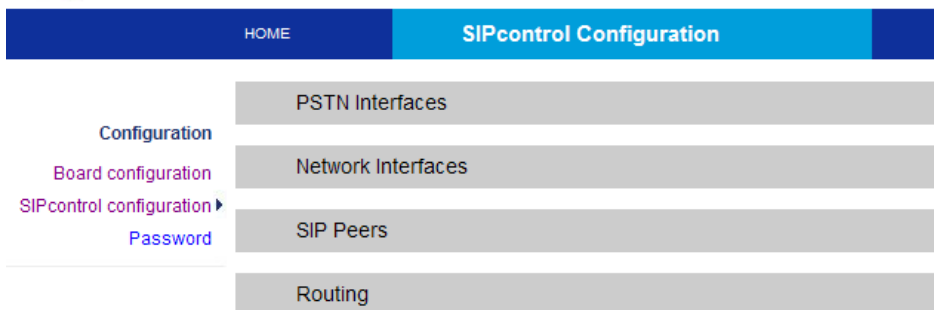 HOME
SIPcontrol Configuration
Configuration
Board configuration
SIPcontrol configuration
Password
PSTN Interfaces
Network Interfaces
SIP Peers
Routing